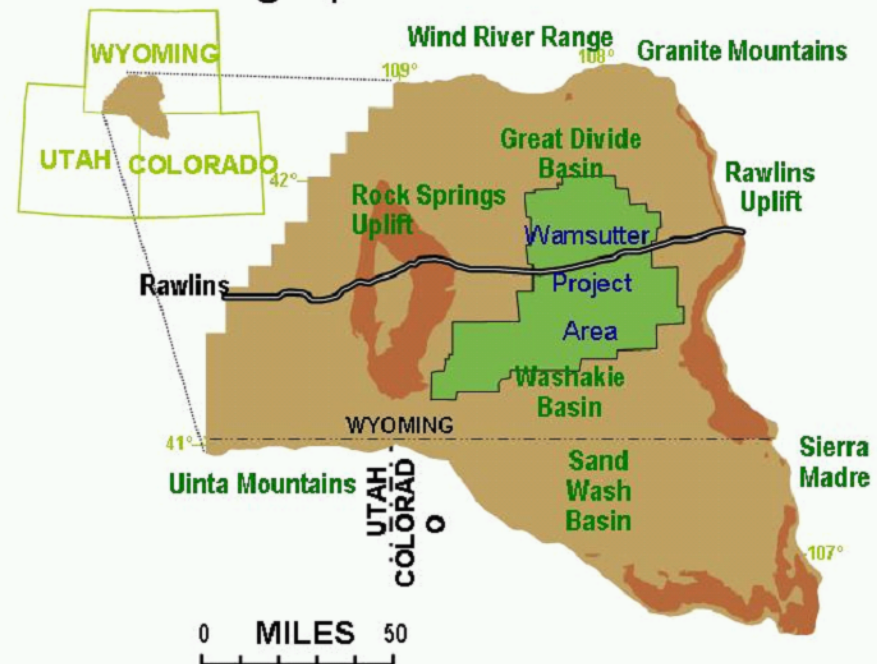 WYOMING
UTAH
COLORADO
Wind River Range
Granite Mountains
109°
108°
Great Divide
Basin
42°
Rock Springs
Uplift
Rawlins
Uplift
Wamsutter
Rawlins
Project
Area
Washakie
Basin
WYOMING
41°
Uinta Mountains
UTAH
COLORAD
O
Sand
Wash
Basin
Sierra
Madre
107°
0 MILES 50